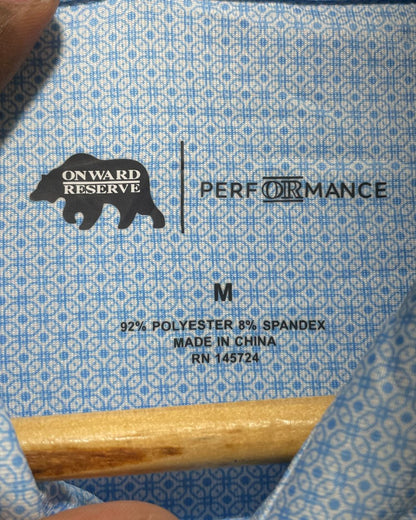 ONWARD
RESERVE
PERFORMANCE
M
92% POLYESTER 8% SPANDEX
MADE IN CHINA
RN 145724